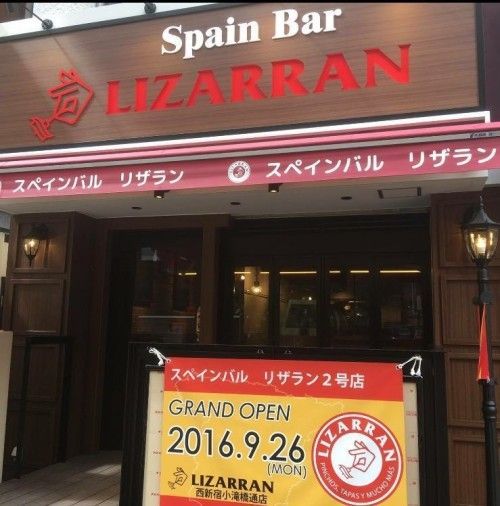 Spain Bar
LIZARRAN
スペインバル リザラン
スペインバル リザラン
スペインバル リザラン2号店
GRAND OPEN
2016.9.26
(MON)
LIZARRAN
西新宿小滝橋通店
LIZARRAN
PINCHOS, TAPAS Y MUCHO MÁS